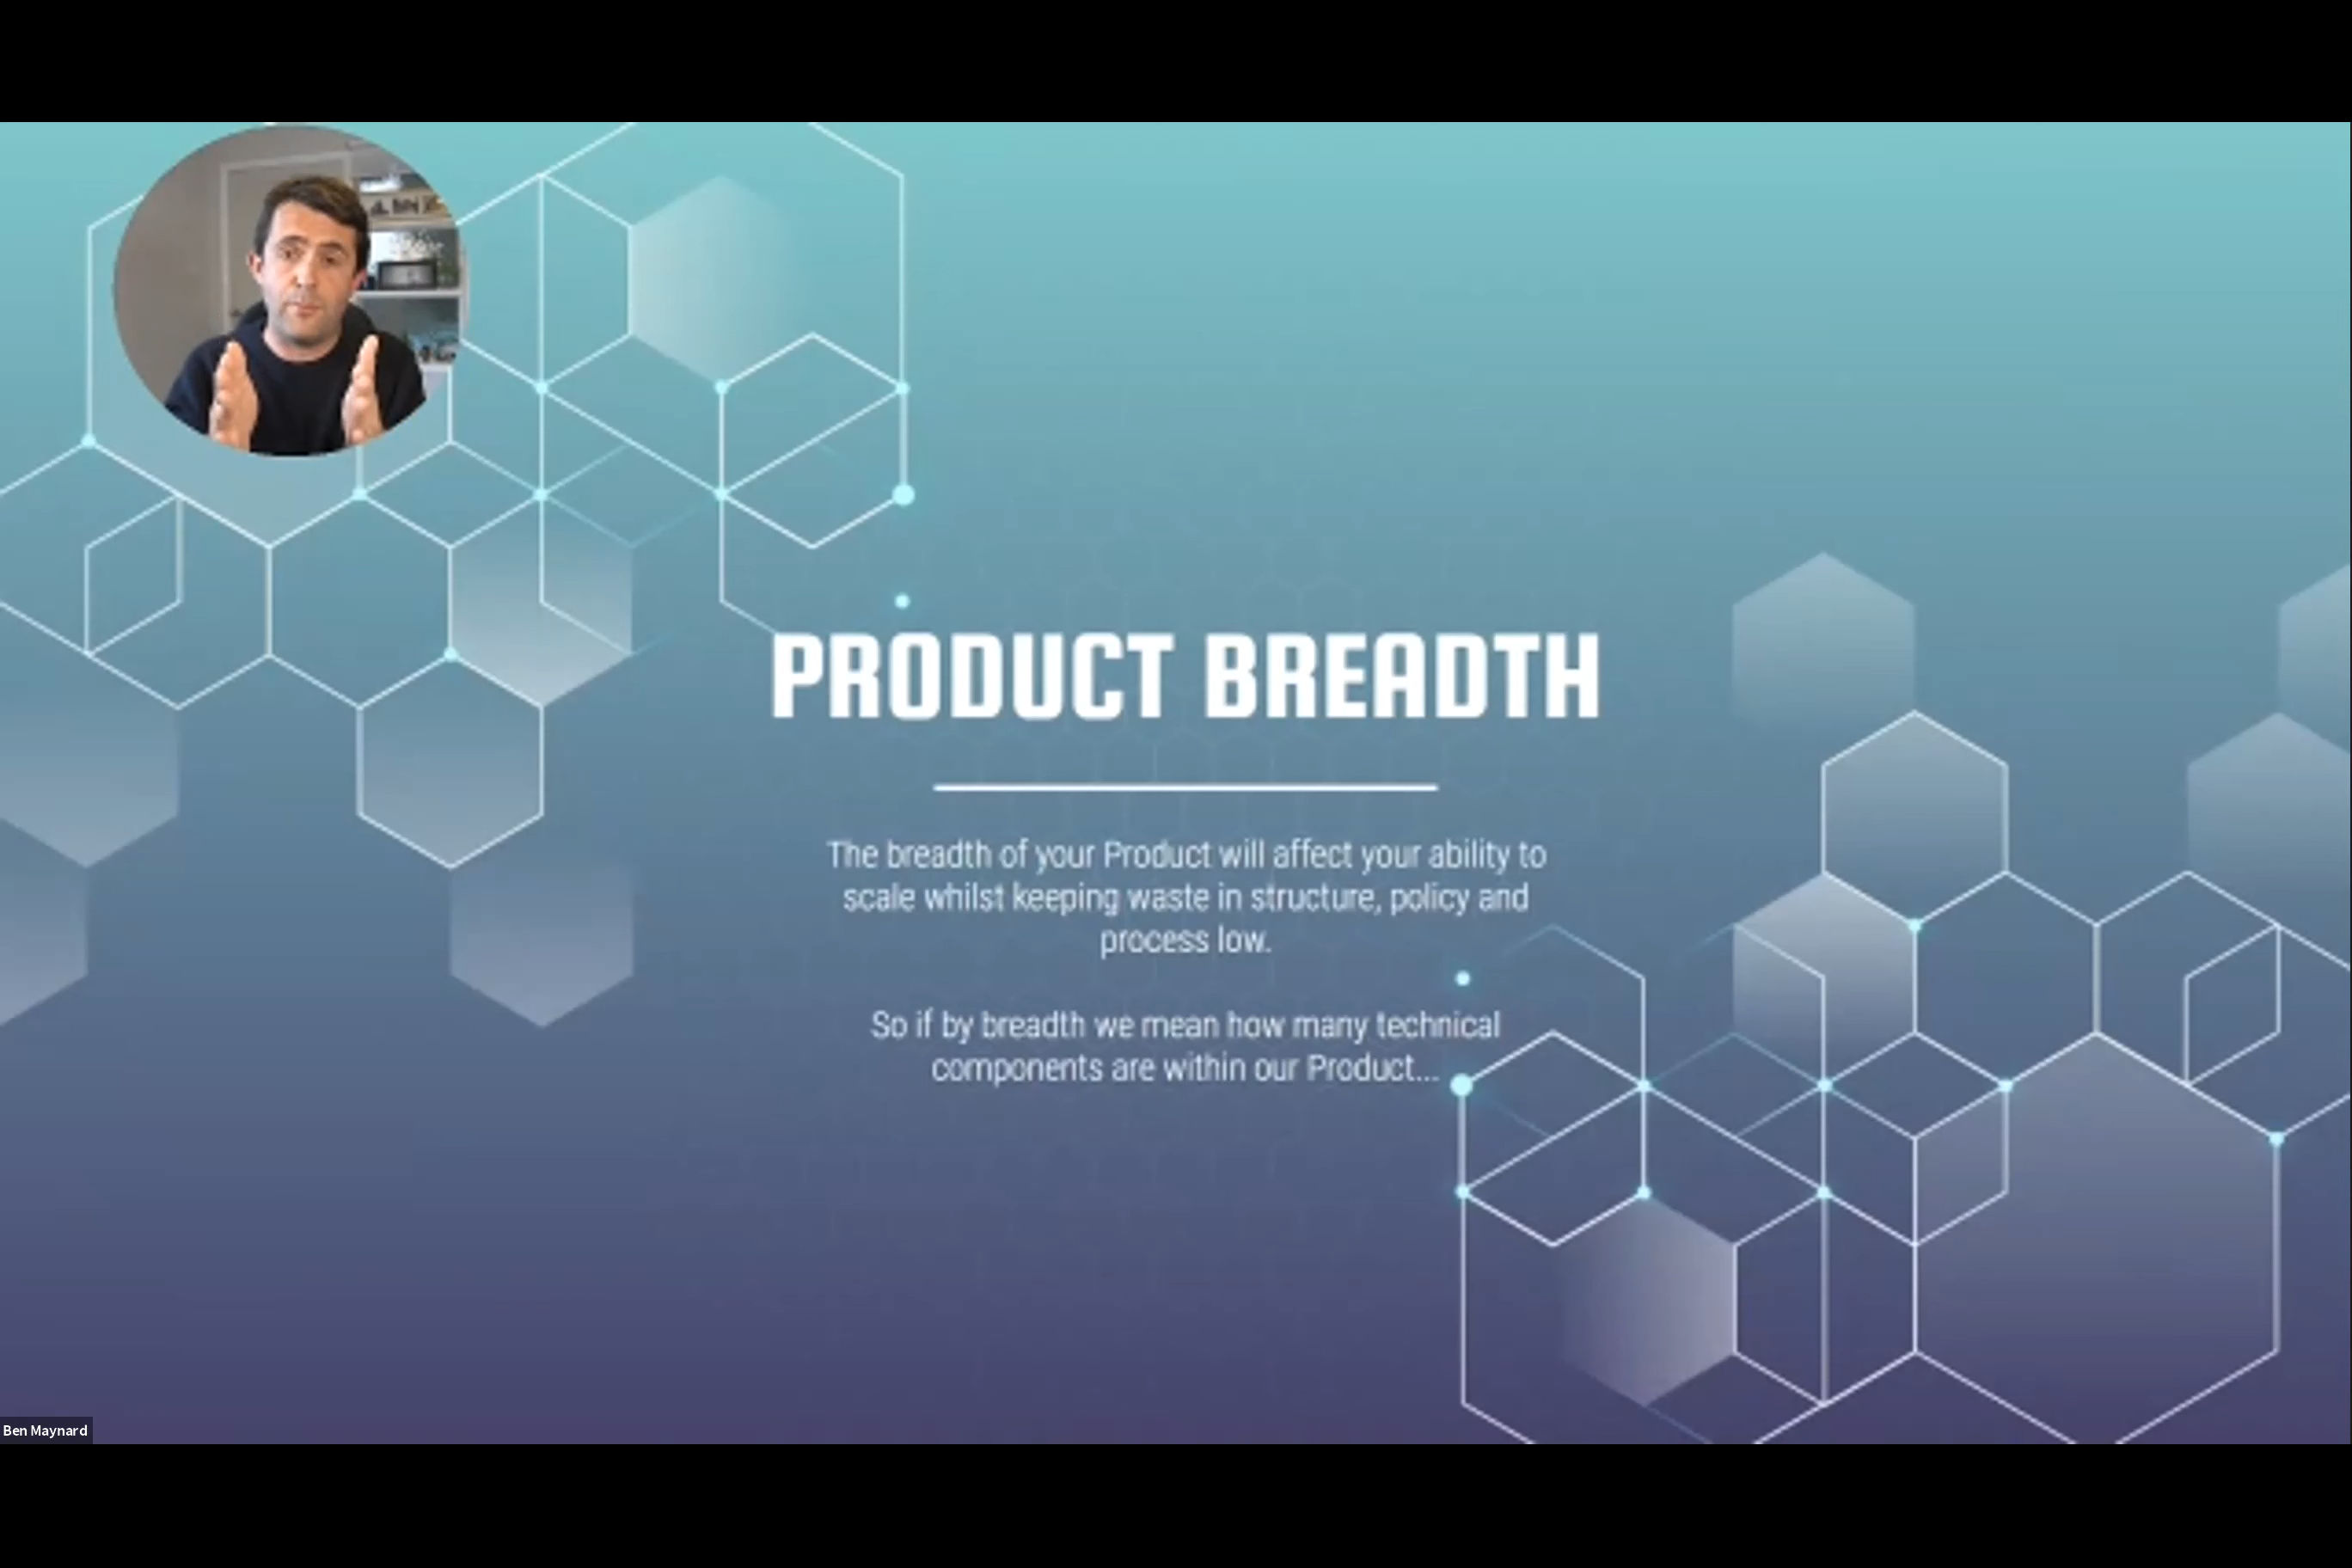 PRODUCT BREADTH
The breadth of your Product will affect your ability to
scale whilst keeping waste in structure, policy and
process low.
So if by breadth we mean how many technical
components are within our Product...
Ben Maynard